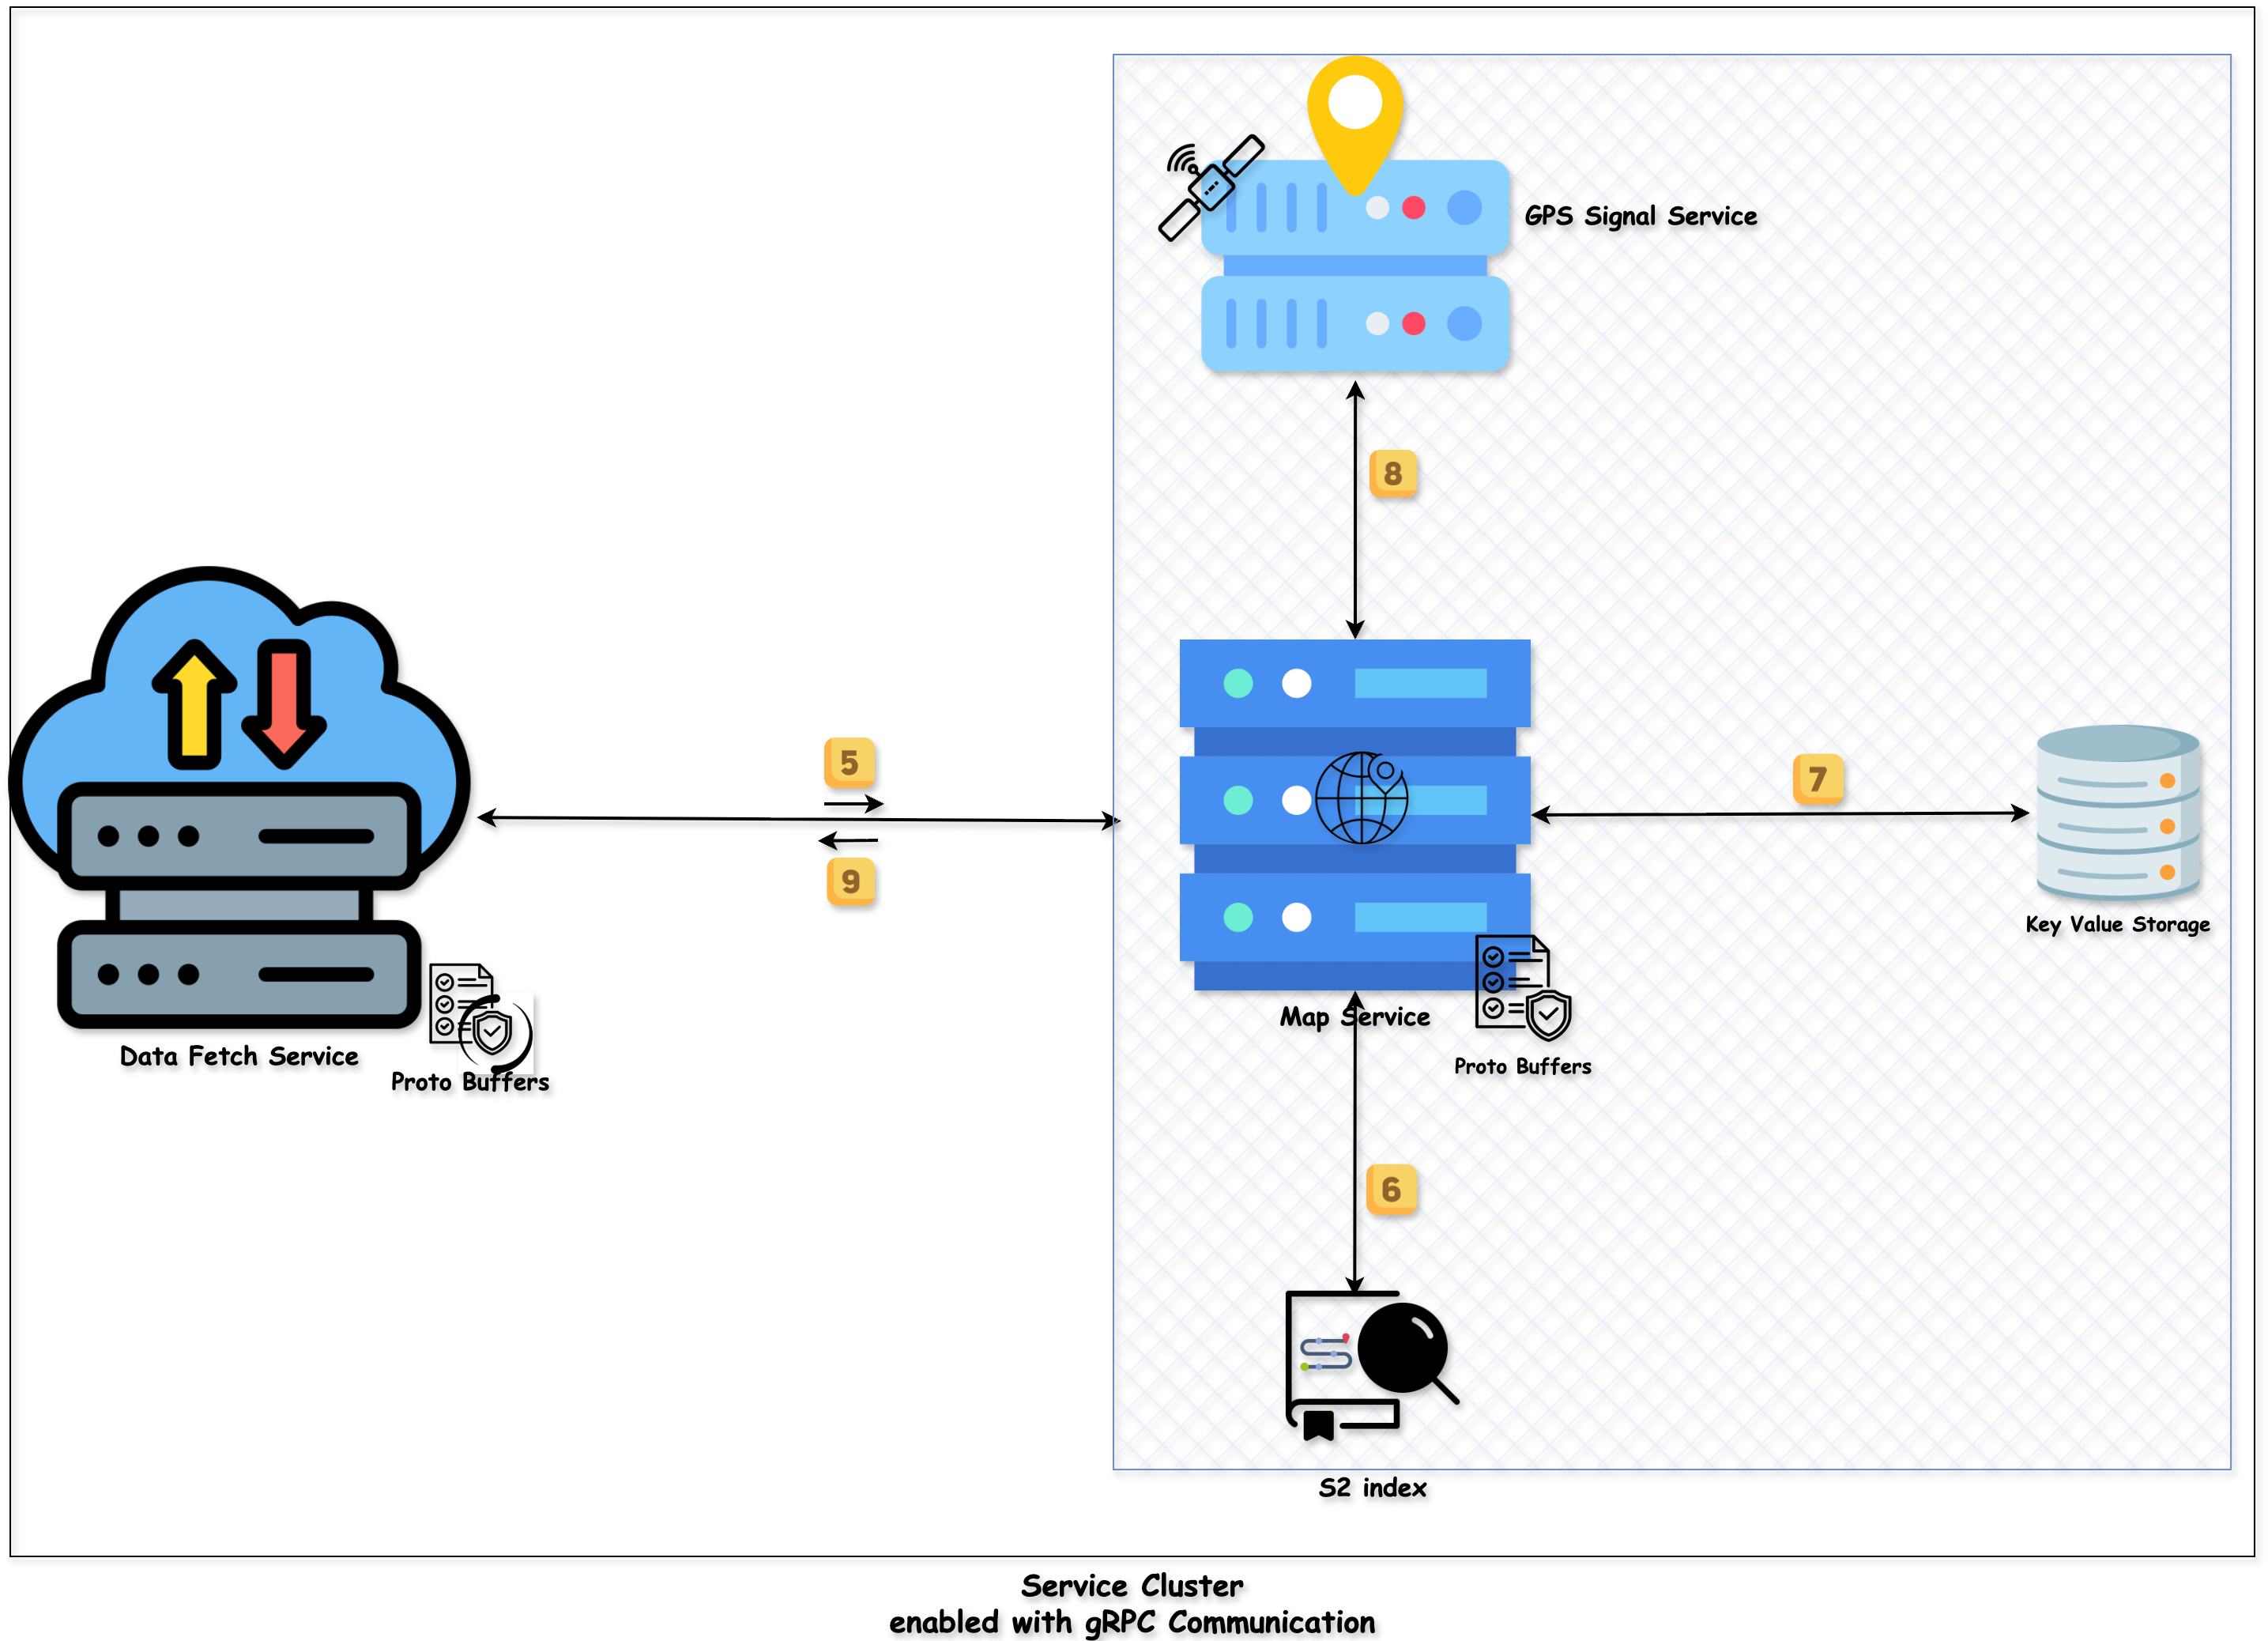 GPS Signal Service
8
5
7
9
Key Value Storage
Map Service
Data Fetch Service
Proto Buffers
Proto Buffers
6
S2 index
Service Cluster
enabled with gRPC Communication